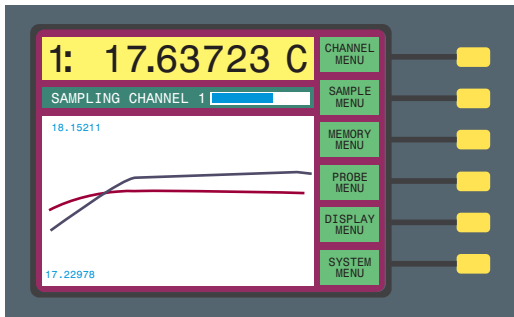 1: 17.63723 C
SAMPLING CHANNEL 1
18.15211
17.22978
CHANNEL
MENU
SAMPLE
MENU
MEMORY
MENU
PROBE
MENU
DISPLAY
MENU
SYSTEM
MENU